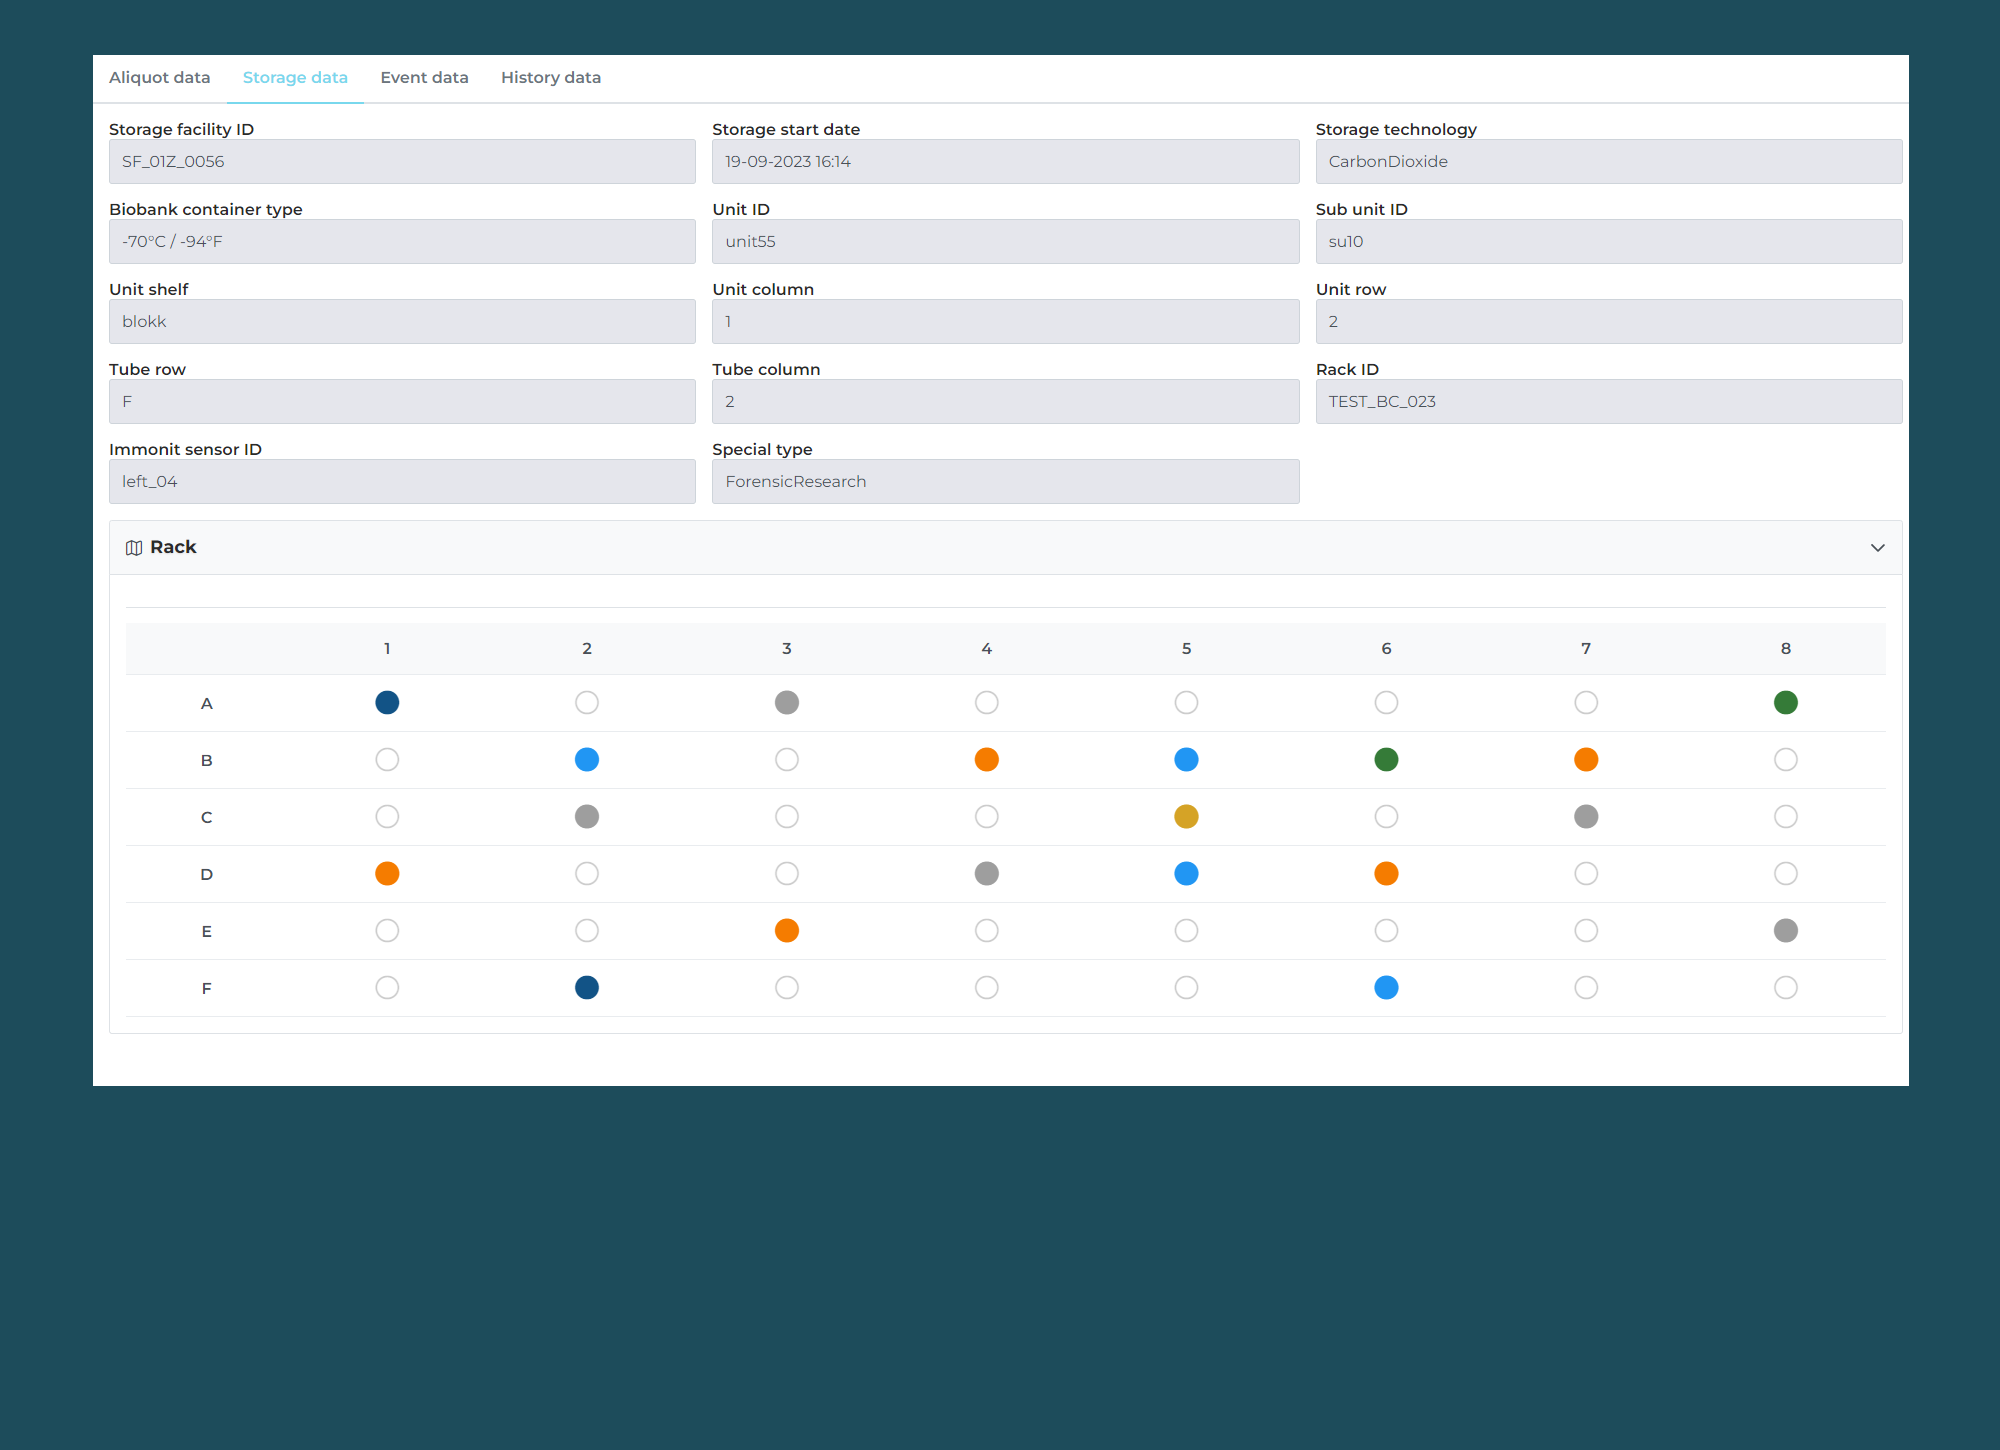 Aliquot data Storage data Event data History data
Storage facility ID Storage start date Storage technology
SF_01Z_0056 19-09-2023 16:14 CarbonDioxide
Biobank container type Unit ID Sub unit ID
-70°C / -94°F unit55 su10
Unit shelf Unit column Unit row
blokk 1 2
Tube row Tube column Rack ID
F 2 TEST_BC_023
Immonit sensor ID Special type
left_04 ForensicResearch
Rack
1 2 3 4 5 6 7 8
A
B
C
D
E
F